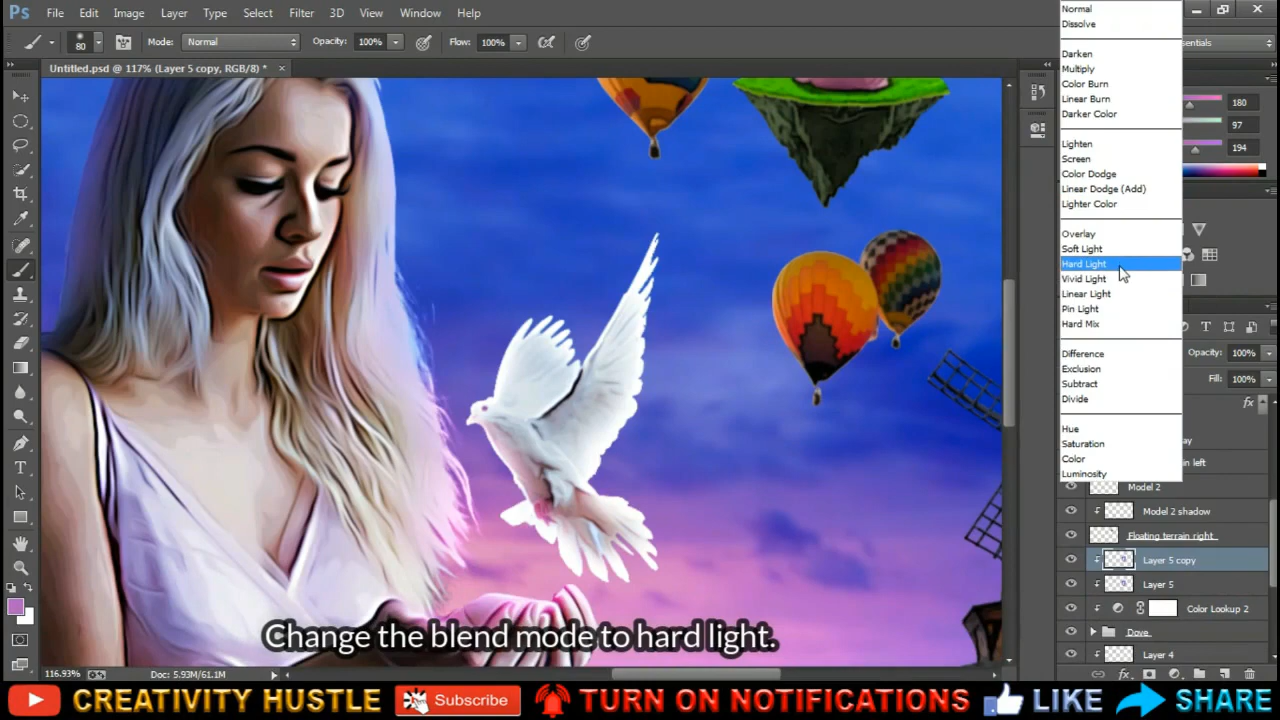 Ps File Edit Image Layer Type Select Filter 3D View Window Help
80 Mode: Normal Opacity: 100% Flow: 100%
Untitled.psd @ 117% (Layer 5 copy, RGB/8) *
Normal
Dissolve
Darken
Multiply
Color Burn
Linear Burn
Darker Color
Lighten
Screen
Color Dodge
Linear Dodge (Add)
Lighter Color
Overlay
Soft Light
Hard Light
Vivid Light
Linear Light
Pin Light
Hard Mix
Difference
Exclusion
Subtract
Divide
Hue
Saturation
Color
Luminosity
sentials
180
97
194
Opacity: 100%
Fill: 100%
fx
ay
in left
Model 2
Model 2 shadow
Floating terrain right
Layer 5 copy
Layer 5
Color Lookup 2
Dove
Layer 4
fx
Change the blend mode to hard light.
116.93% Doc: 5.93M/61.1M
CREATIVITY HUSTLE Subscribe TURN ON NOTIFICATIONS LIKE SHARE